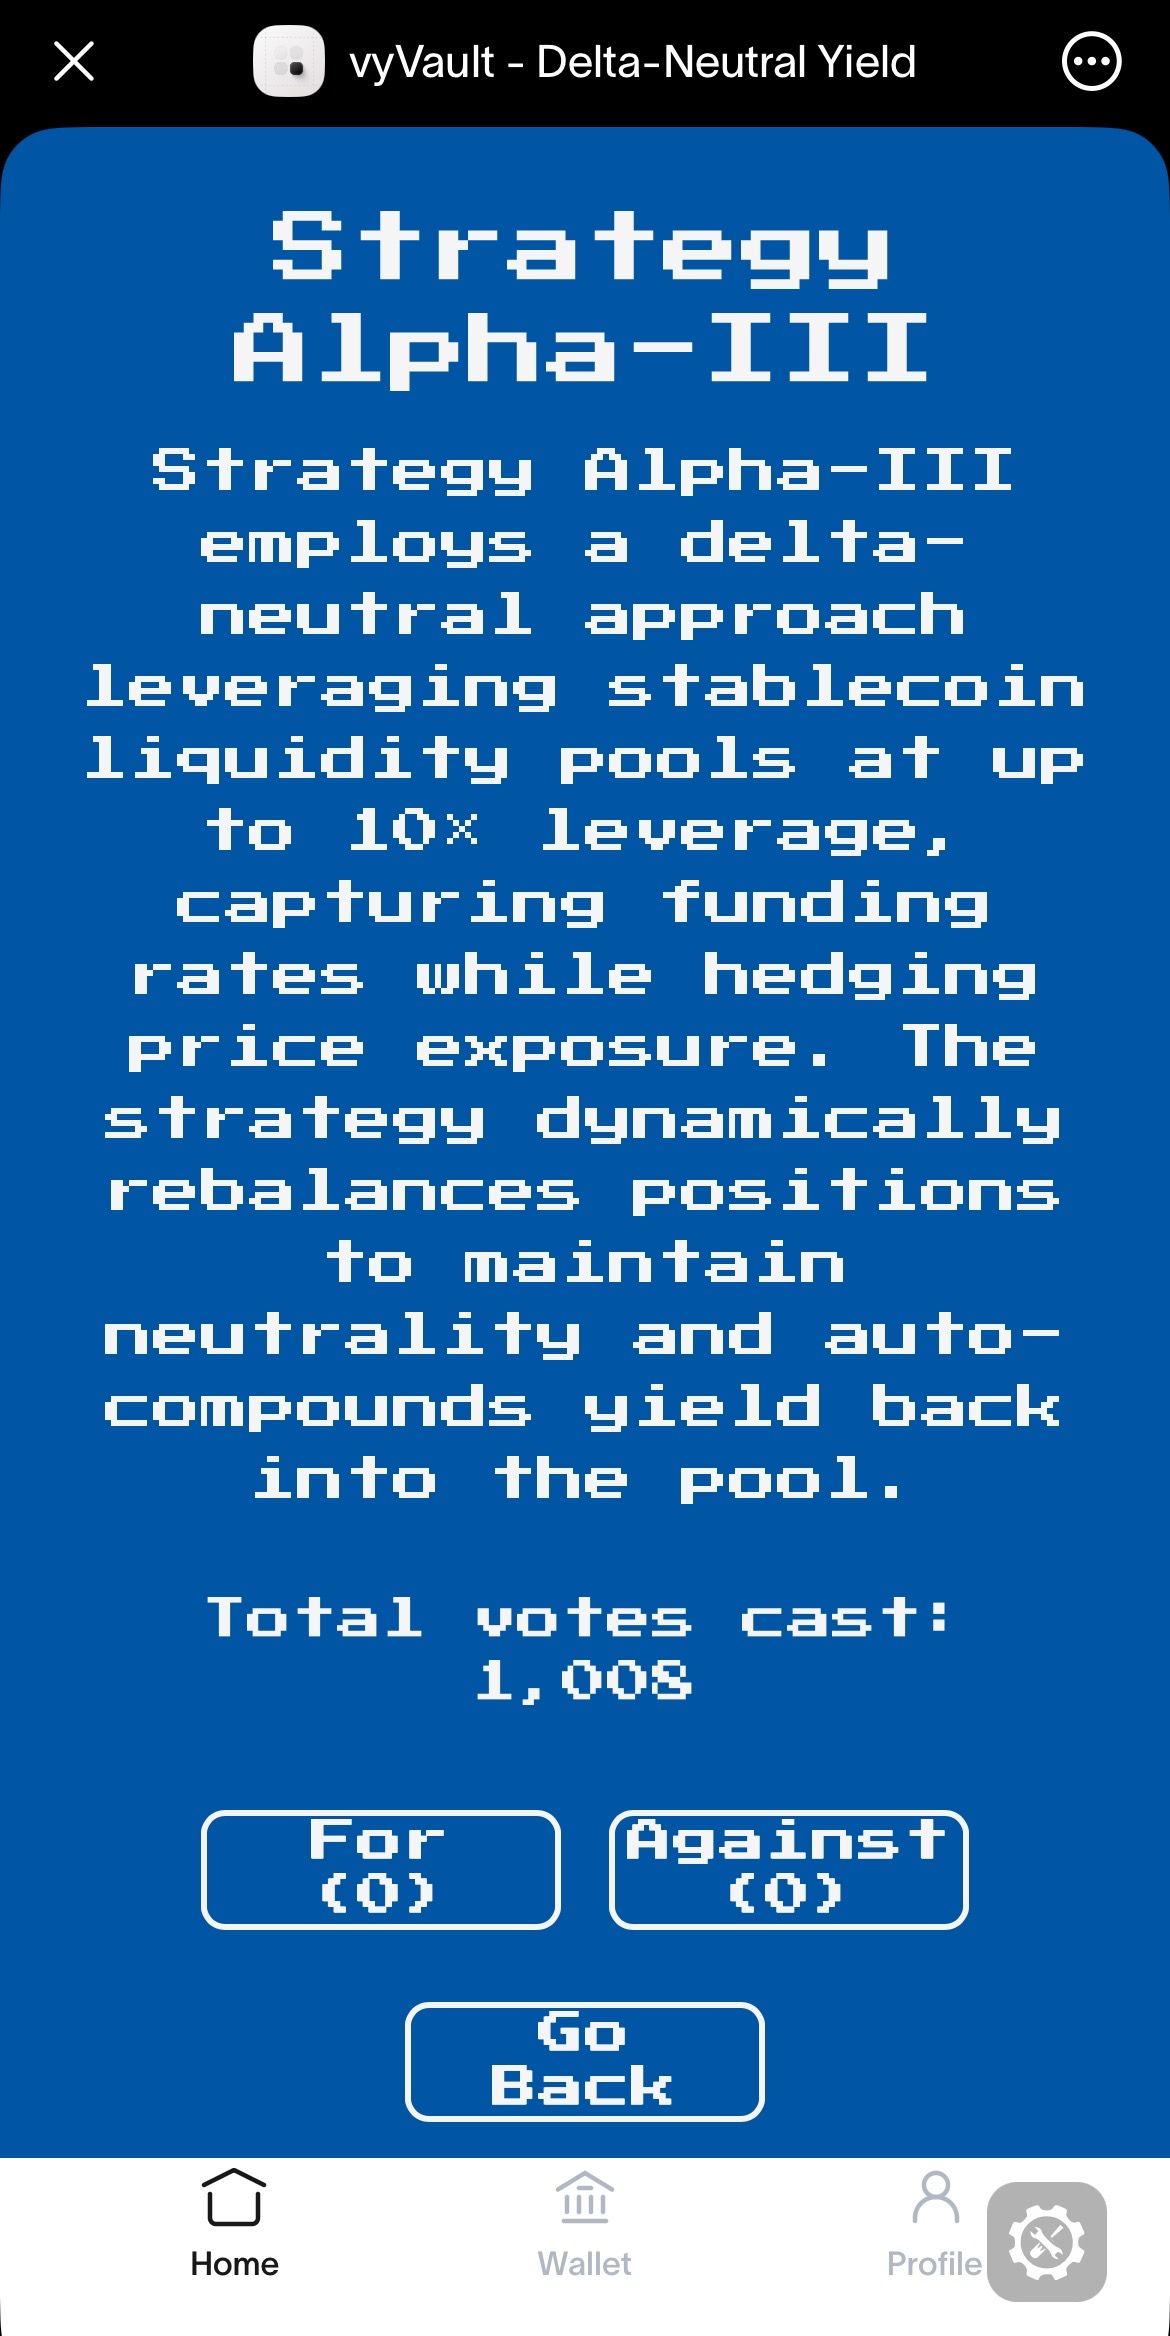 vyVault - Delta-Neutral Yield
Strategy
Alpha-III
Strategy Alpha-III
employs a delta-
neutral approach
leveraging stablecoin
liquidity pools at up
to 10× leverage,
capturing funding
rates while hedging
price exposure. The
strategy dynamically
rebalances positions
to maintain
neutrality and auto-
compounds yield back
into the pool.
Total votes cast:
1,008
For
(0)
Against
(0)
Go
Back
Home
Wallet
Profile